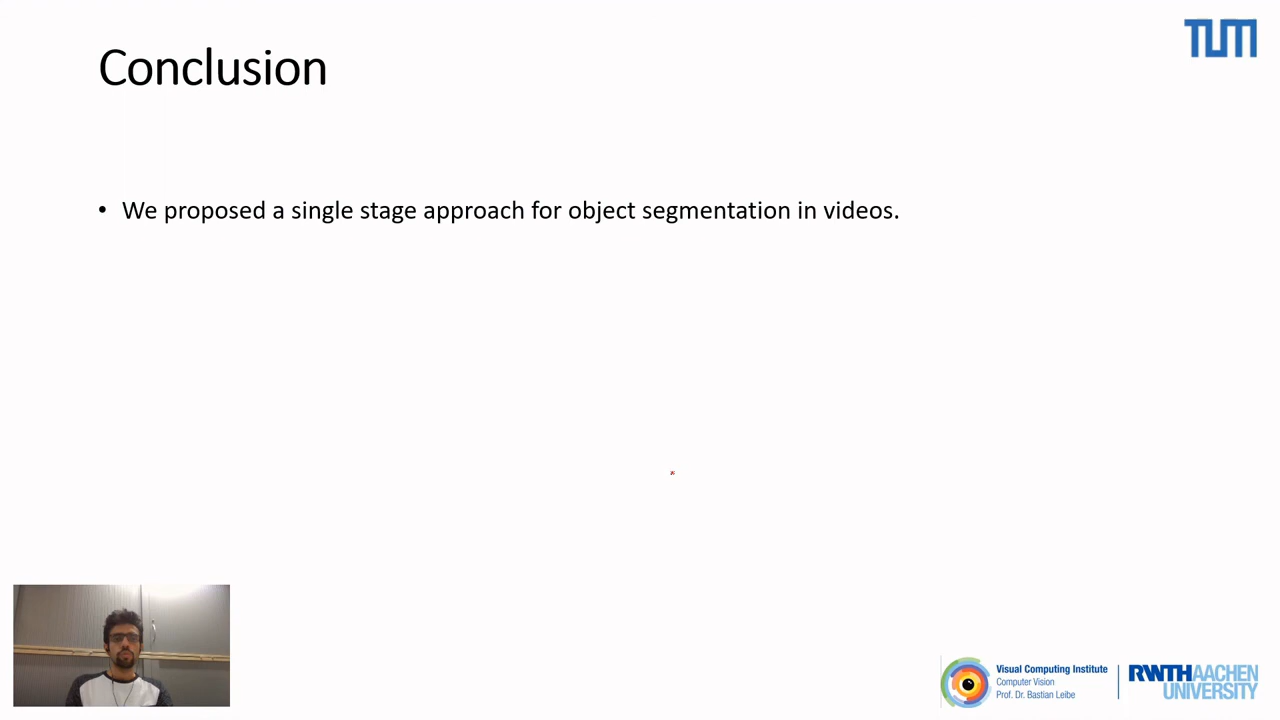 Conclusion
TUM
• We proposed a single stage approach for object segmentation in videos.
Visual Computing Institute
Computer Vision
Prof. Dr. Bastian Leibe
RWTHAACHEN
UNIVERSITY